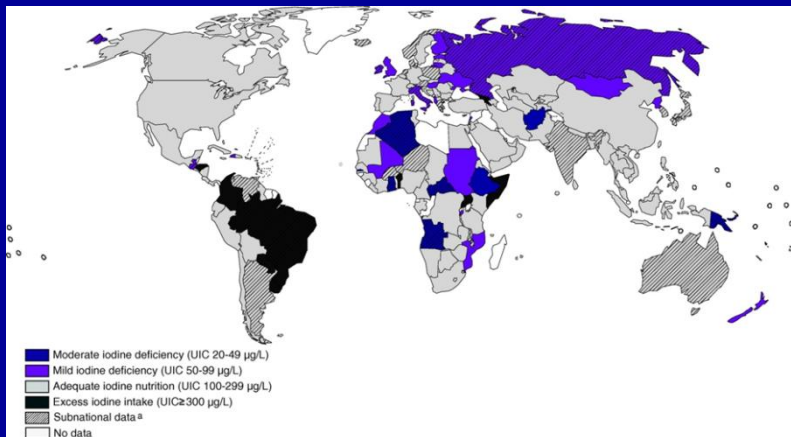 Moderate iodine deficiency (UIC 20-49 µg/L)
Mild iodine deficiency (UIC 50-99 µg/L)
Adequate iodine nutrition (UIC 100-299 µg/L)
Excess iodine intake (UIC≥300 µg/L)
Subnational data a
No data